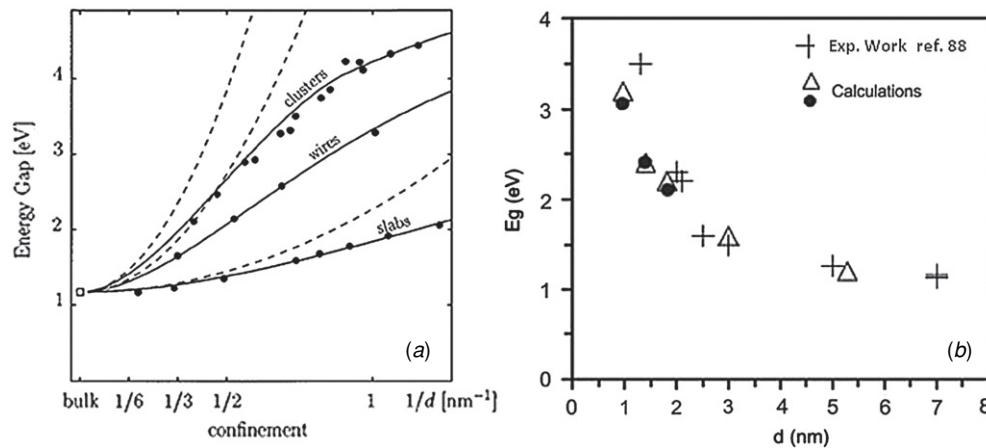 Energy Gap [eV]
4
3
2
1
clusters
wires
slabs
(a)
bulk 1/6 1/3 1/2 1 1/d [nm⁻¹]
confinement
Eg (eV)
4
3
2
1
0
Exp. Work ref. 88
Calculations
(b)
0 1 2 3 4 5 6 7 8
d (nm)